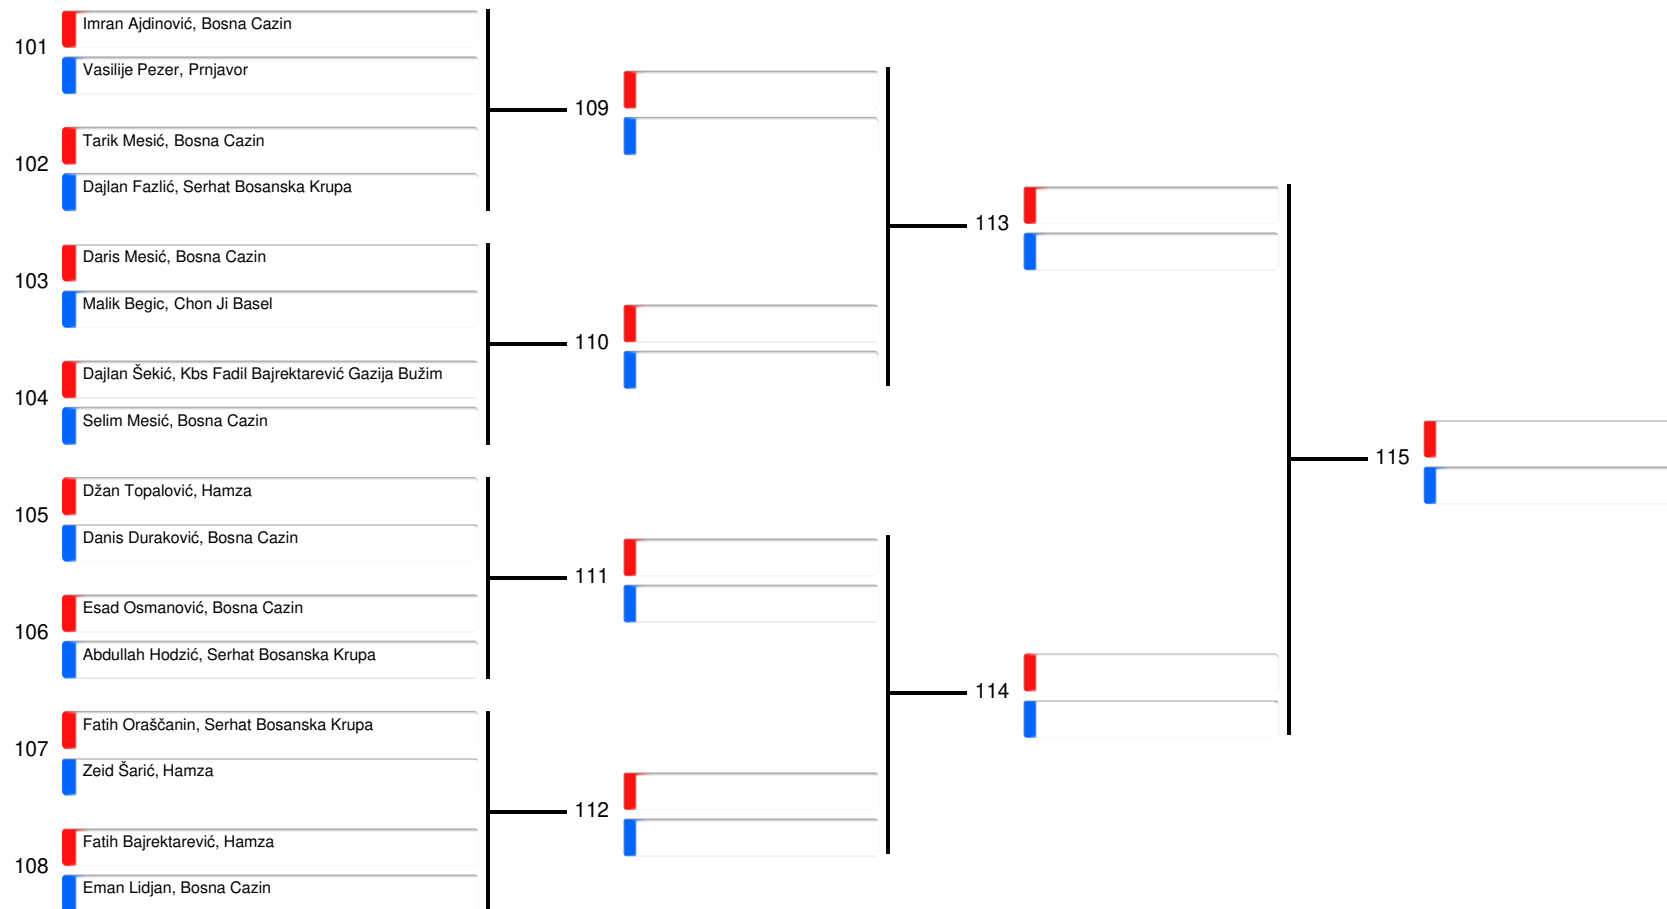 101
Imran Ajdinović, Bosna Cazin
Vasilije Pezer, Prnjavor
102
Tarik Mesić, Bosna Cazin
Dajlan Fazlić, Serhat Bosanska Krupa
103
Daris Mesić, Bosna Cazin
Malik Begic, Chon Ji Basel
104
Dajlan Šekić, Kbs Fadil Bajrektarević Gazija Bužim
Selim Mesić, Bosna Cazin
105
Džan Topalović, Hamza
Danis Duraković, Bosna Cazin
106
Esad Osmanović, Bosna Cazin
Abdullah Hodzić, Serhat Bosanska Krupa
107
Fatih Oraščanin, Serhat Bosanska Krupa
Zeid Šarić, Hamza
108
Fatih Bajrektarević, Hamza
Eman Lidjan, Bosna Cazin
109
110
111
112
113
114
115